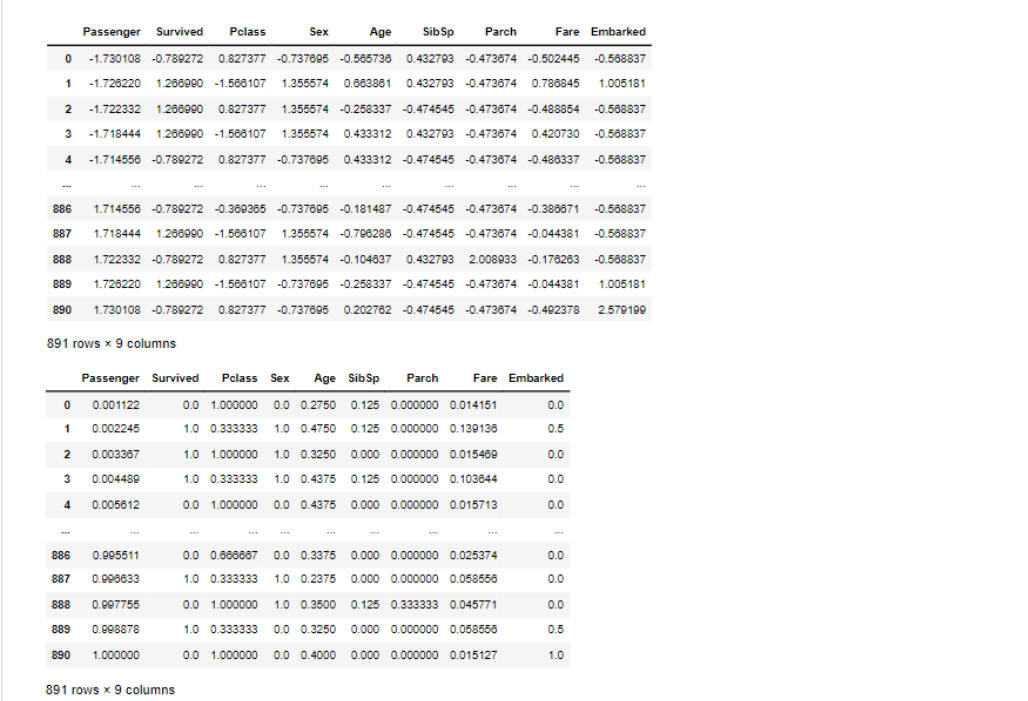 Passenger Survived Pclass Sex Age SibSp Parch Fare Embarked
0 -1.730108 -0.789272 0.827377 -0.737695 -0.565736 0.432793 -0.473674 -0.502445 -0.568837
1 -1.726220 1.266990 -1.566107 1.355574 0.663861 0.432793 -0.473674 0.786845 1.005181
2 -1.722332 1.266990 0.827377 1.355574 -0.258337 -0.474545 -0.473674 -0.488854 -0.568837
3 -1.718444 1.266990 -1.566107 1.355574 0.433312 0.432793 -0.473674 0.420730 -0.568837
4 -1.714556 -0.789272 0.827377 -0.737695 0.433312 -0.474545 -0.473674 -0.486337 -0.568837
... ... ... ... ... ... ... ... ... ...
886 1.714556 -0.789272 -0.369365 -0.737695 -0.181487 -0.474545 -0.473674 -0.386671 -0.568837
887 1.718444 1.266990 -1.566107 1.355574 -0.796286 -0.474545 -0.473674 -0.044381 -0.568837
888 1.722332 -0.789272 0.827377 1.355574 -0.104637 0.432793 2.008933 -0.176263 -0.568837
889 1.726220 1.266990 -1.566107 -0.737695 -0.258337 -0.474545 -0.473674 -0.044381 1.005181
890 1.730108 -0.789272 0.827377 -0.737695 0.202762 -0.474545 -0.473674 -0.492378 2.579199
891 rows × 9 columns
Passenger Survived Pclass Sex Age SibSp Parch Fare Embarked
0 0.001122 0.0 1.000000 0.0 0.2750 0.125 0.000000 0.014151 0.0
1 0.002245 1.0 0.333333 1.0 0.4750 0.125 0.000000 0.139136 0.5
2 0.003367 1.0 1.000000 1.0 0.3250 0.000 0.000000 0.015469 0.0
3 0.004489 1.0 0.333333 1.0 0.4375 0.125 0.000000 0.103644 0.0
4 0.005612 0.0 1.000000 0.0 0.4375 0.000 0.000000 0.015713 0.0
... ... ... ... ... ... ... ... ... ...
886 0.995511 0.0 0.666667 0.0 0.3375 0.000 0.000000 0.025374 0.0
887 0.996633 1.0 0.333333 1.0 0.2375 0.000 0.000000 0.058556 0.0
888 0.997755 0.0 1.000000 1.0 0.3500 0.125 0.333333 0.045771 0.0
889 0.998878 1.0 0.333333 0.0 0.3250 0.000 0.000000 0.058556 0.5
890 1.000000 0.0 1.000000 0.0 0.4000 0.000 0.000000 0.015127 1.0
891 rows × 9 columns